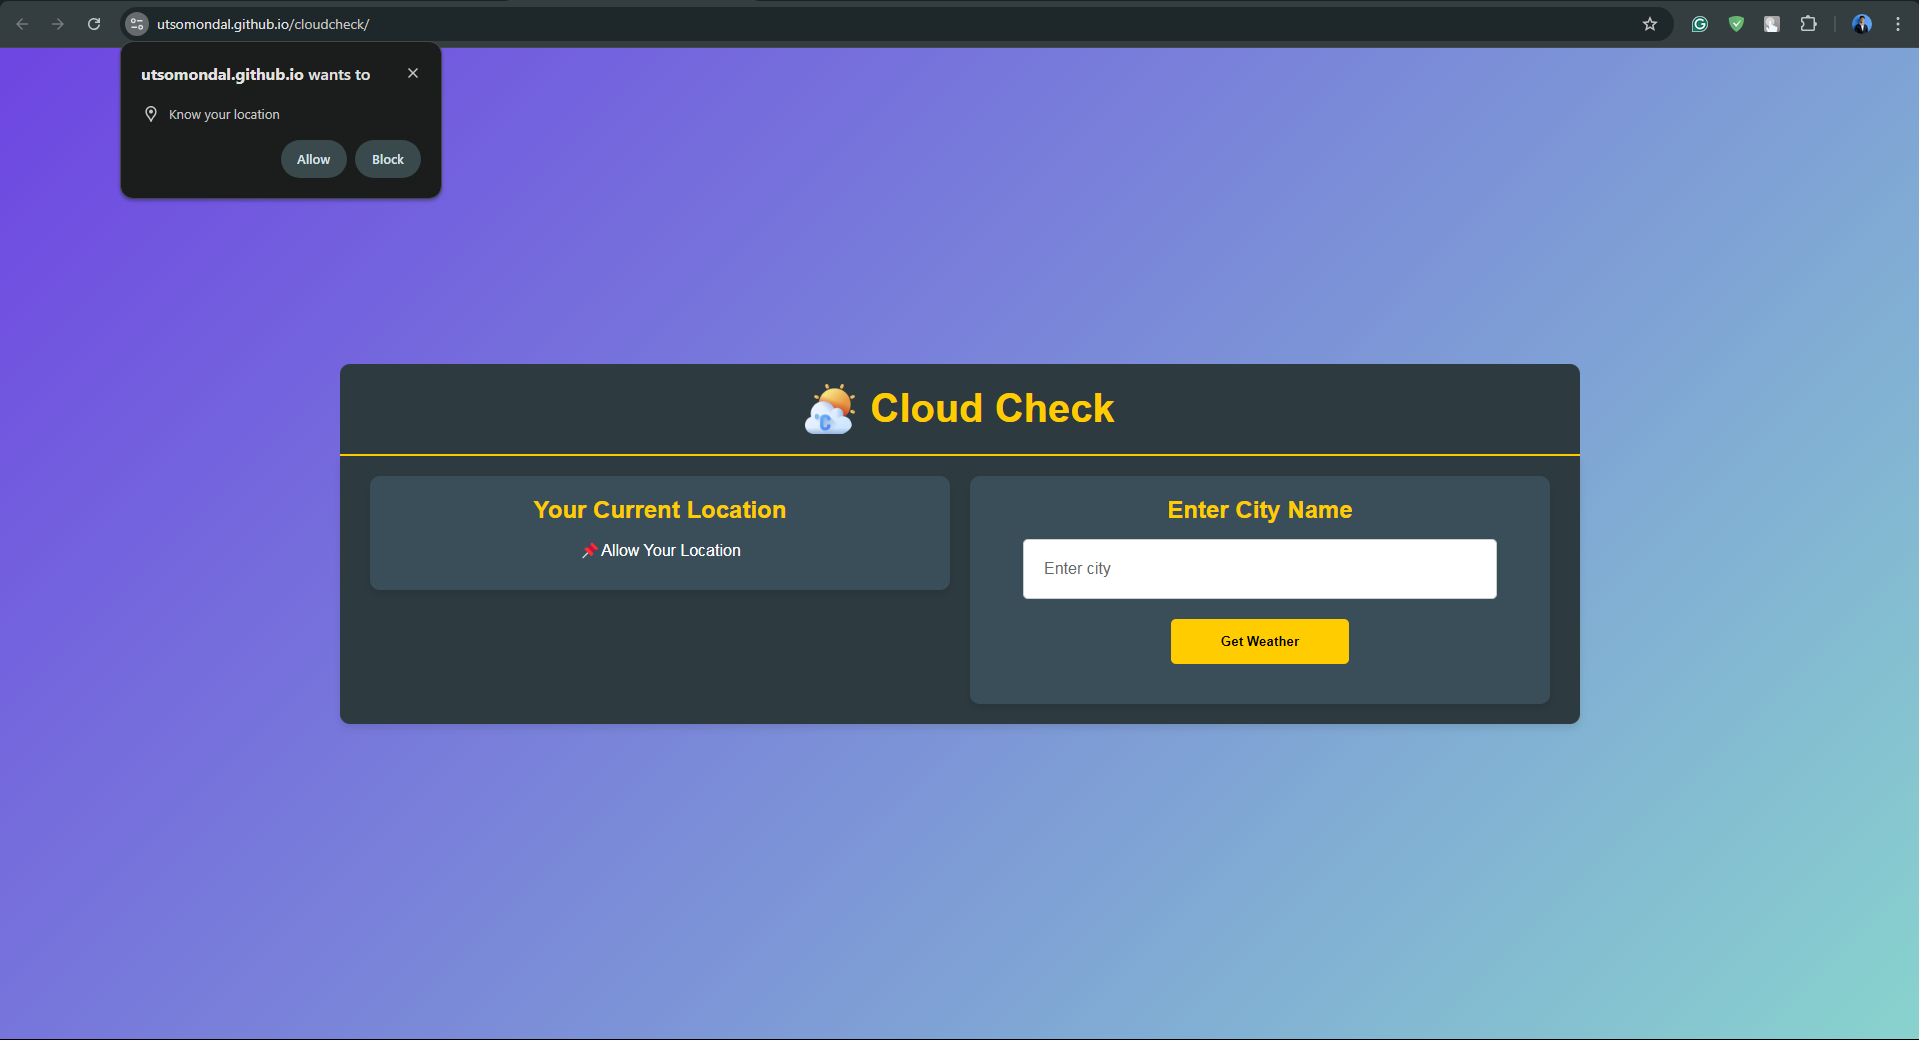 utsomondal.github.io/cloudcheck/
utsomondal.github.io wants to
Know your location
Allow
Block
°C
Cloud Check
Your Current Location
📌 Allow Your Location
Enter City Name
Enter city
Get Weather